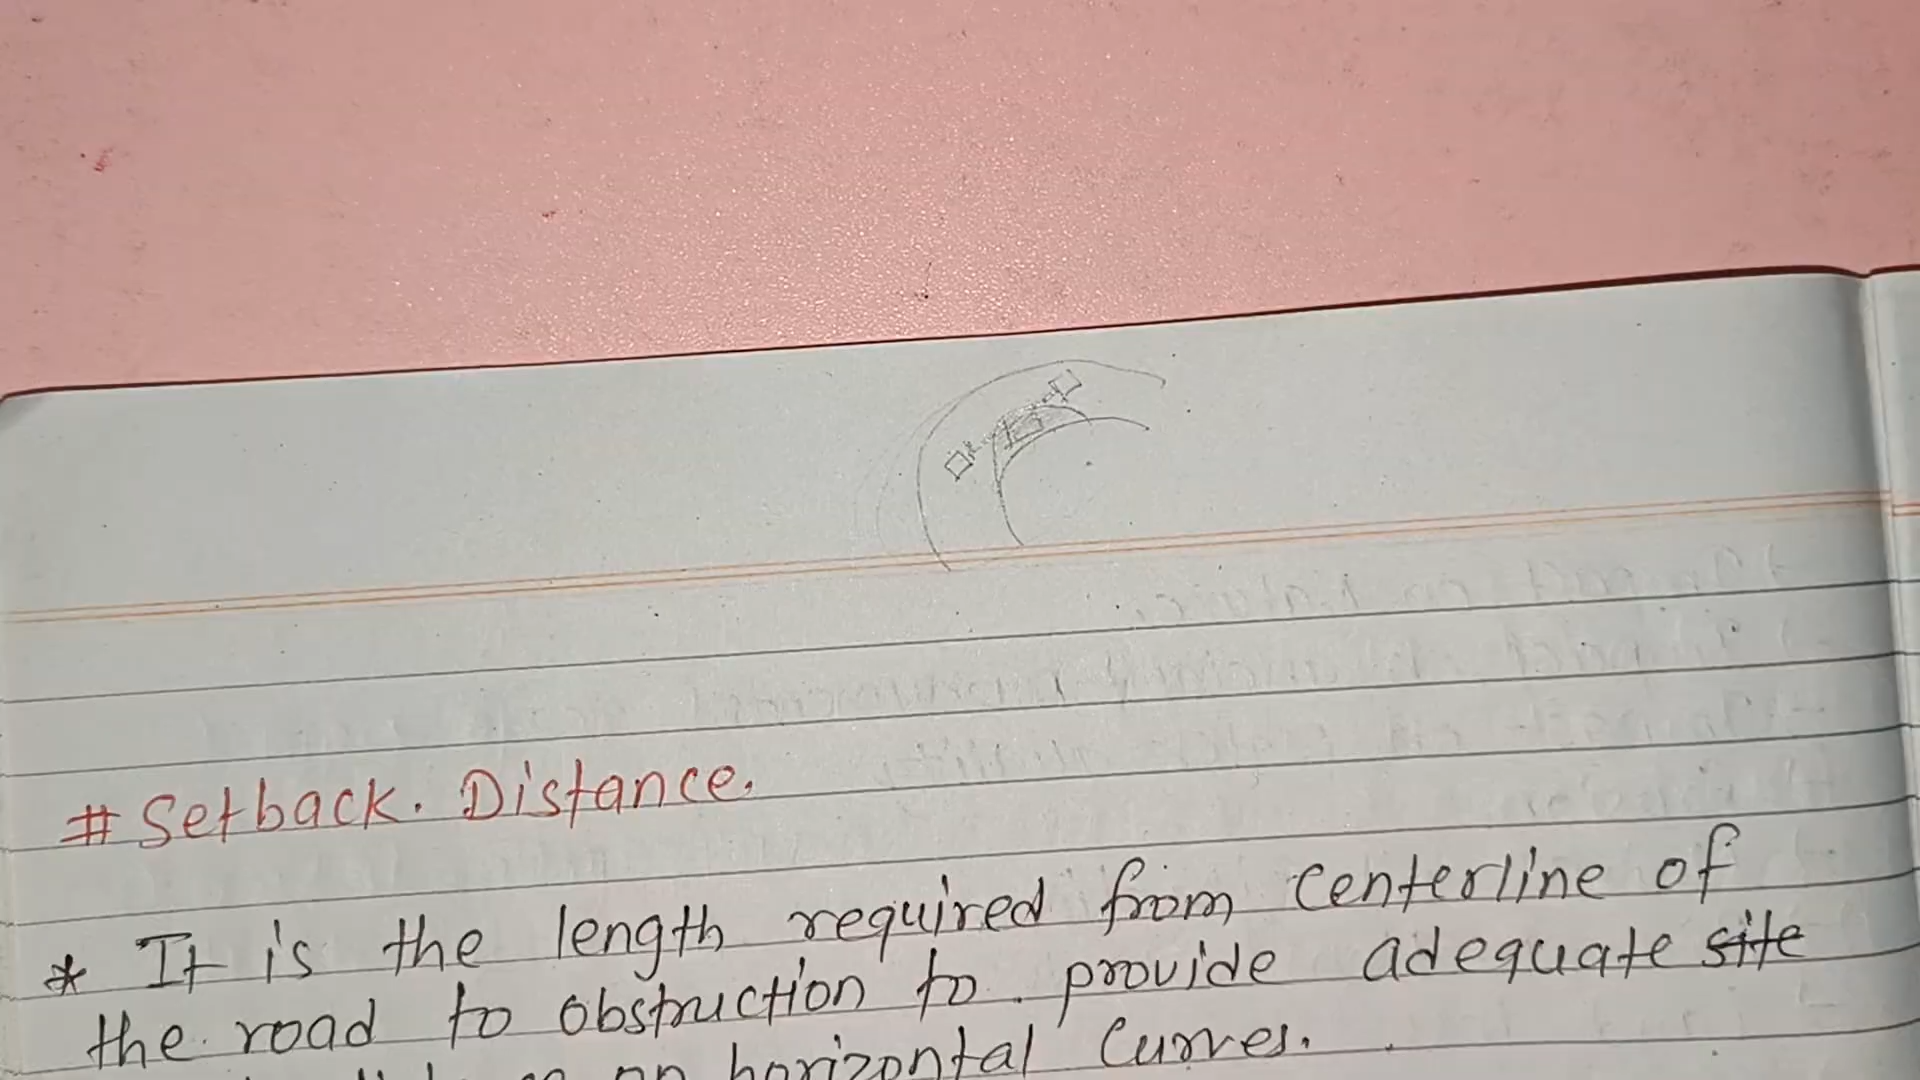 # Setback. Distance.
* It is the length required from centerline of
the road to obstruction to provide adequate site
on horizontal curves.